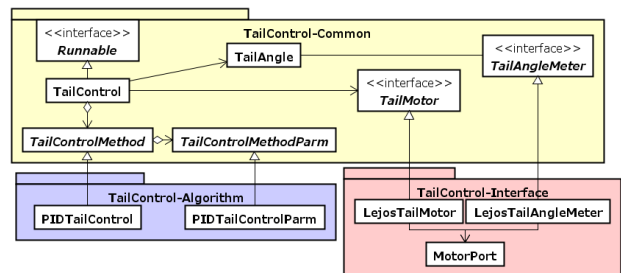 TailControl-Common
<<interface>>
Runnable
TailAngle
<<interface>>
TailAngleMeter
TailControl
<<interface>>
TailMotor
TailControlMethod
TailControlMethodParm
TailControl-Algorithm
PIDTailControl
PIDTailControlParm
TailControl-Interface
LejosTailMotor
LejosTailAngleMeter
MotorPort